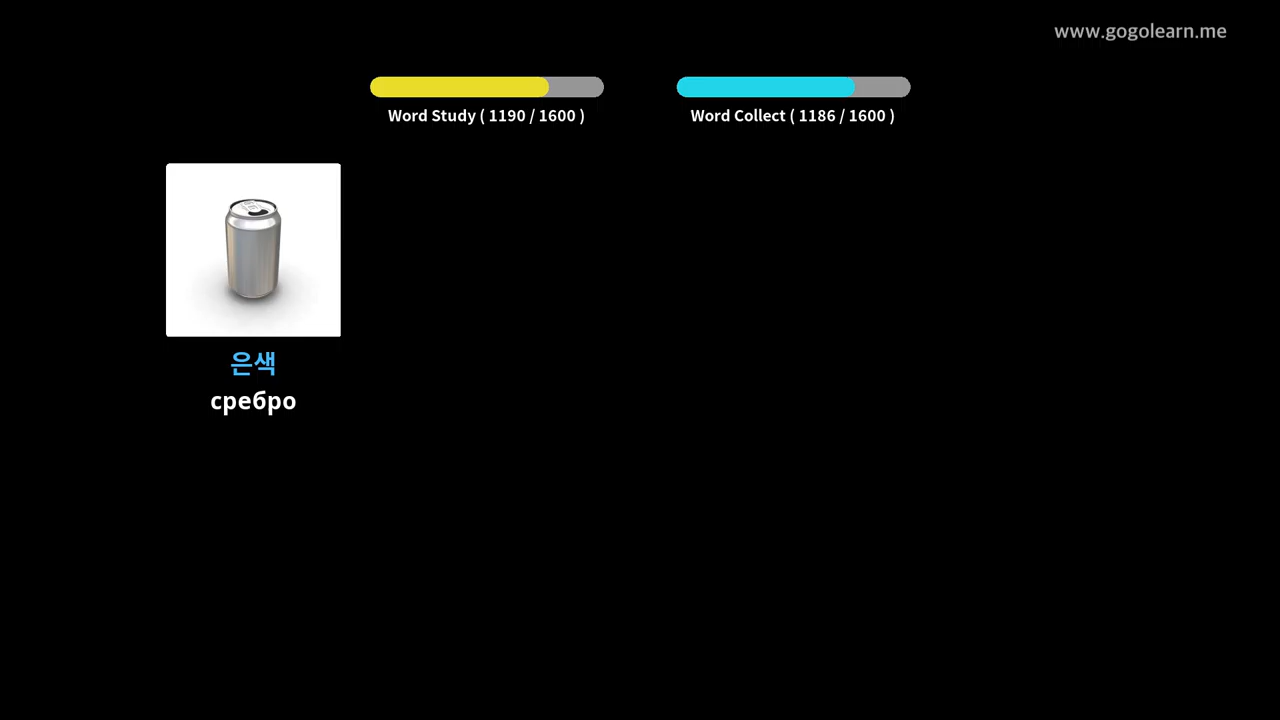 www.gogolearn.me
Word Study ( 1190 / 1600 )
Word Collect ( 1186 / 1600 )
은색
сребро